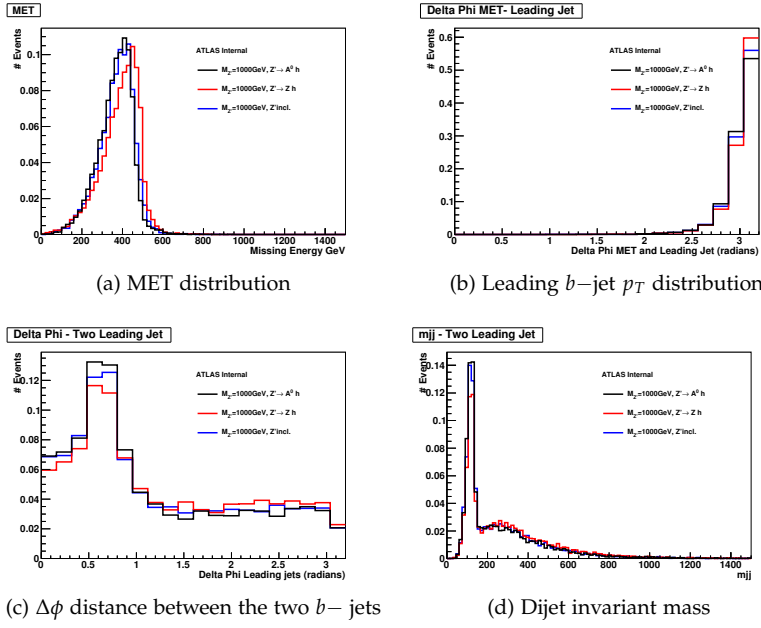 MET
# Events
0.1
0.08
0.06
0.04
0.02
0
0 200 400 600 800 1000 1200 1400
Missing Energy GeV
ATLAS Internal
M_Z'=1000GeV, Z'→ A⁰ h
M_Z'=1000GeV, Z'→ Z h
M_Z'=1000GeV, Z'incl.
(a) MET distribution
Delta Phi MET- Leading Jet
# Events
0.6
0.5
0.4
0.3
0.2
0.1
0
0 0.5 1 1.5 2 2.5 3
Delta Phi MET and Leading Jet (radians)
ATLAS Internal
M_Z'=1000GeV, Z'→ A⁰ h
M_Z'=1000GeV, Z'→ Z h
M_Z'=1000GeV, Z'incl.
(b) Leading b−jet p_T distribution
Delta Phi - Two Leading Jet
# Events
0.12
0.1
0.08
0.06
0.04
0.02
0
0 0.5 1 1.5 2 2.5 3
Delta Phi Leading jets (radians)
ATLAS Internal
M_Z'=1000GeV, Z'→ A⁰ h
M_Z'=1000GeV, Z'→ Z h
M_Z'=1000GeV, Z'incl.
(c) Δϕ distance between the two b− jets
mjj - Two Leading Jet
# Events
0.14
0.12
0.1
0.08
0.06
0.04
0.02
0
0 200 400 600 800 1000 1200 1400
mjj
ATLAS Internal
M_Z'=1000GeV, Z'→ A⁰ h
M_Z'=1000GeV, Z'→ Z h
M_Z'=1000GeV, Z'incl.
(d) Dijet invariant mass